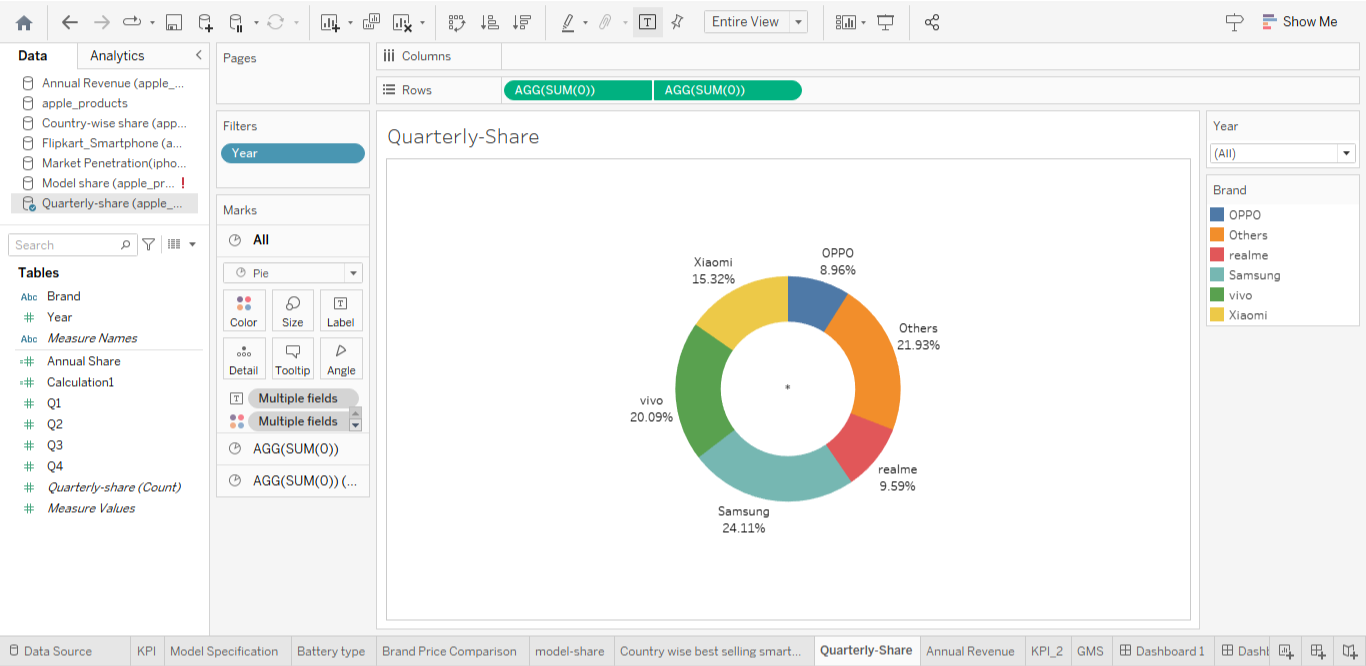 Entire View
Show Me
Data
Analytics
Annual Revenue (apple_...
apple_products
Country-wise share (app...
Flipkart_Smartphone (a...
Market Penetration(ipho...
Model share (apple_pr... !
Quarterly-share (apple_...
Search
Tables
Abc Brand
# Year
Abc Measure Names
=# Annual Share
=# Calculation1
# Q1
# Q2
# Q3
# Q4
# Quarterly-share (Count)
# Measure Values
Pages
Filters
Year
Marks
All
Pie
Color
Size
Label
Detail
Tooltip
Angle
Multiple fields
Multiple fields
AGG(SUM(0))
AGG(SUM(0)) (...
Columns
Rows
AGG(SUM(0))
AGG(SUM(0))
Quarterly-Share
OPPO
8.96%
Others
21.93%
realme
9.59%
Samsung
24.11%
vivo
20.09%
Xiaomi
15.32%
*
Year
(All)
Brand
OPPO
Others
realme
Samsung
vivo
Xiaomi
Data Source
KPI
Model Specification
Battery type
Brand Price Comparison
model-share
Country wise best selling smart...
Quarterly-Share
Annual Revenue
KPI_2
GMS
Dashboard 1